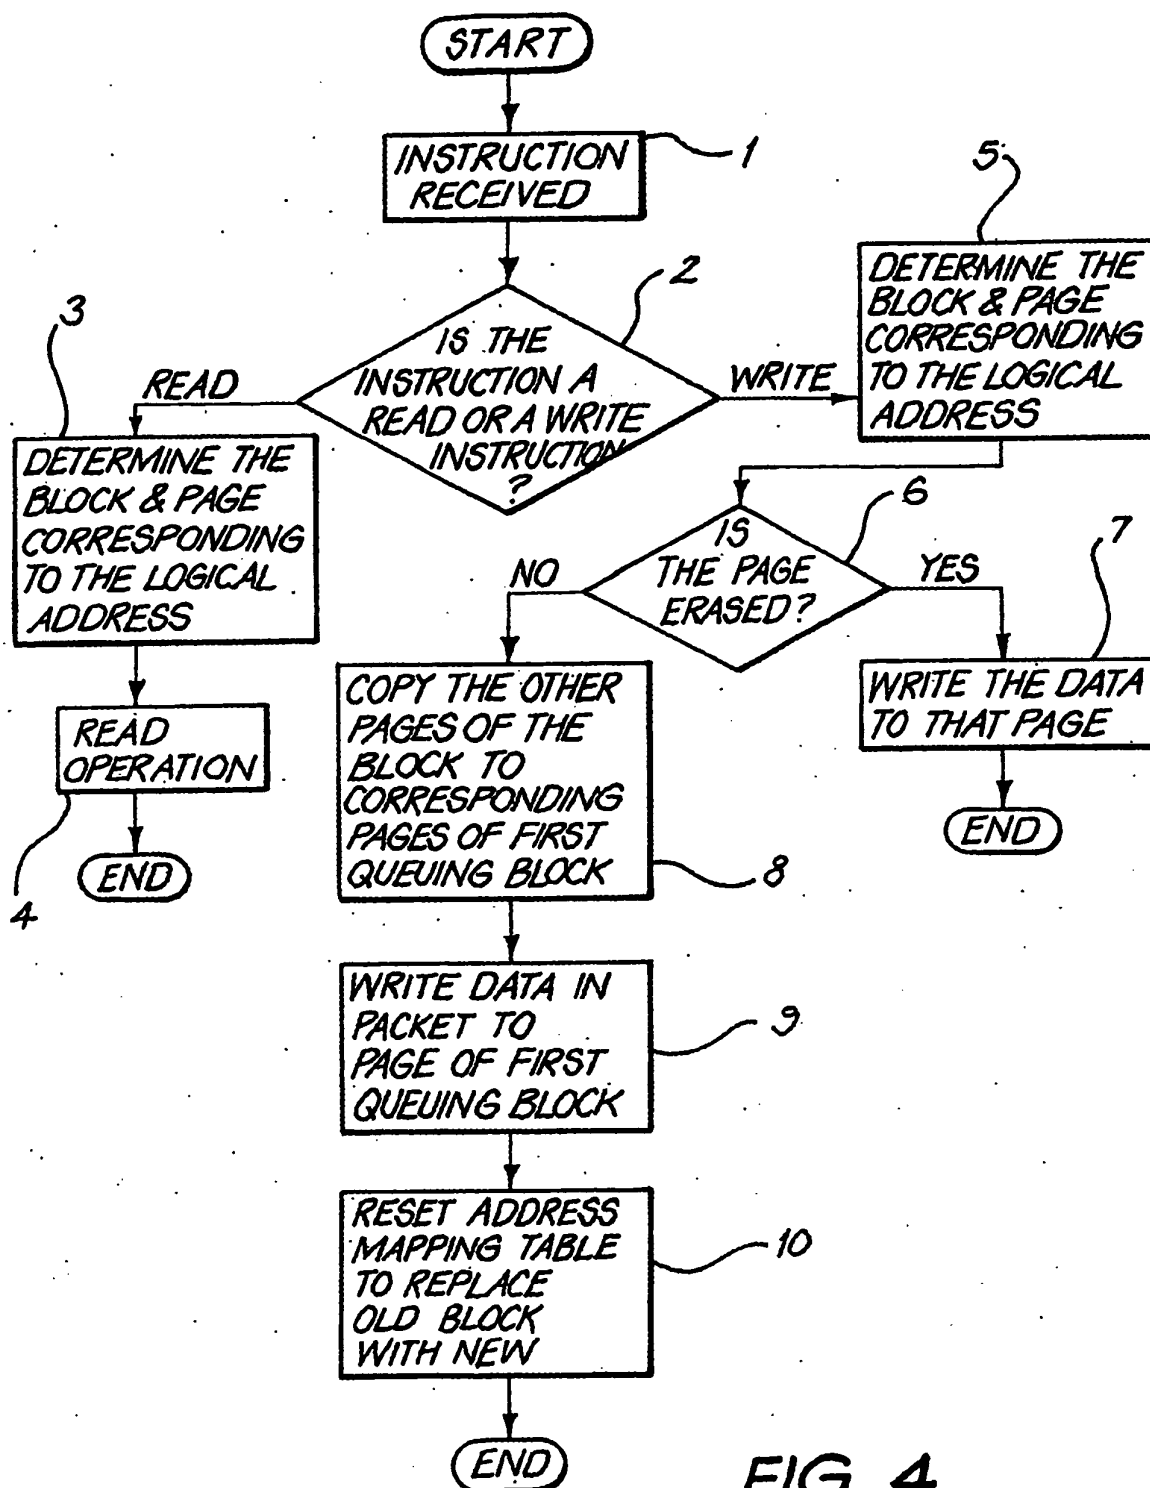 START
INSTRUCTION
RECEIVED
1
IS THE
INSTRUCTION A
READ OR A WRITE
INSTRUCTION
?
2
READ
WRITE
3
DETERMINE THE
BLOCK & PAGE
CORRESPONDING
TO THE LOGICAL
ADDRESS
READ
OPERATION
4
END
5
DETERMINE THE
BLOCK & PAGE
CORRESPONDING
TO THE LOGICAL
ADDRESS
IS
THE PAGE
ERASED?
6
NO
YES
7
WRITE THE DATA
TO THAT PAGE
END
COPY THE OTHER
PAGES OF THE
BLOCK TO
CORRESPONDING
PAGES OF FIRST
QUEUING BLOCK
8
WRITE DATA IN
PACKET TO
PAGE OF FIRST
QUEUING BLOCK
9
RESET ADDRESS
MAPPING TABLE
TO REPLACE
OLD BLOCK
WITH NEW
10
END
FIG. 4